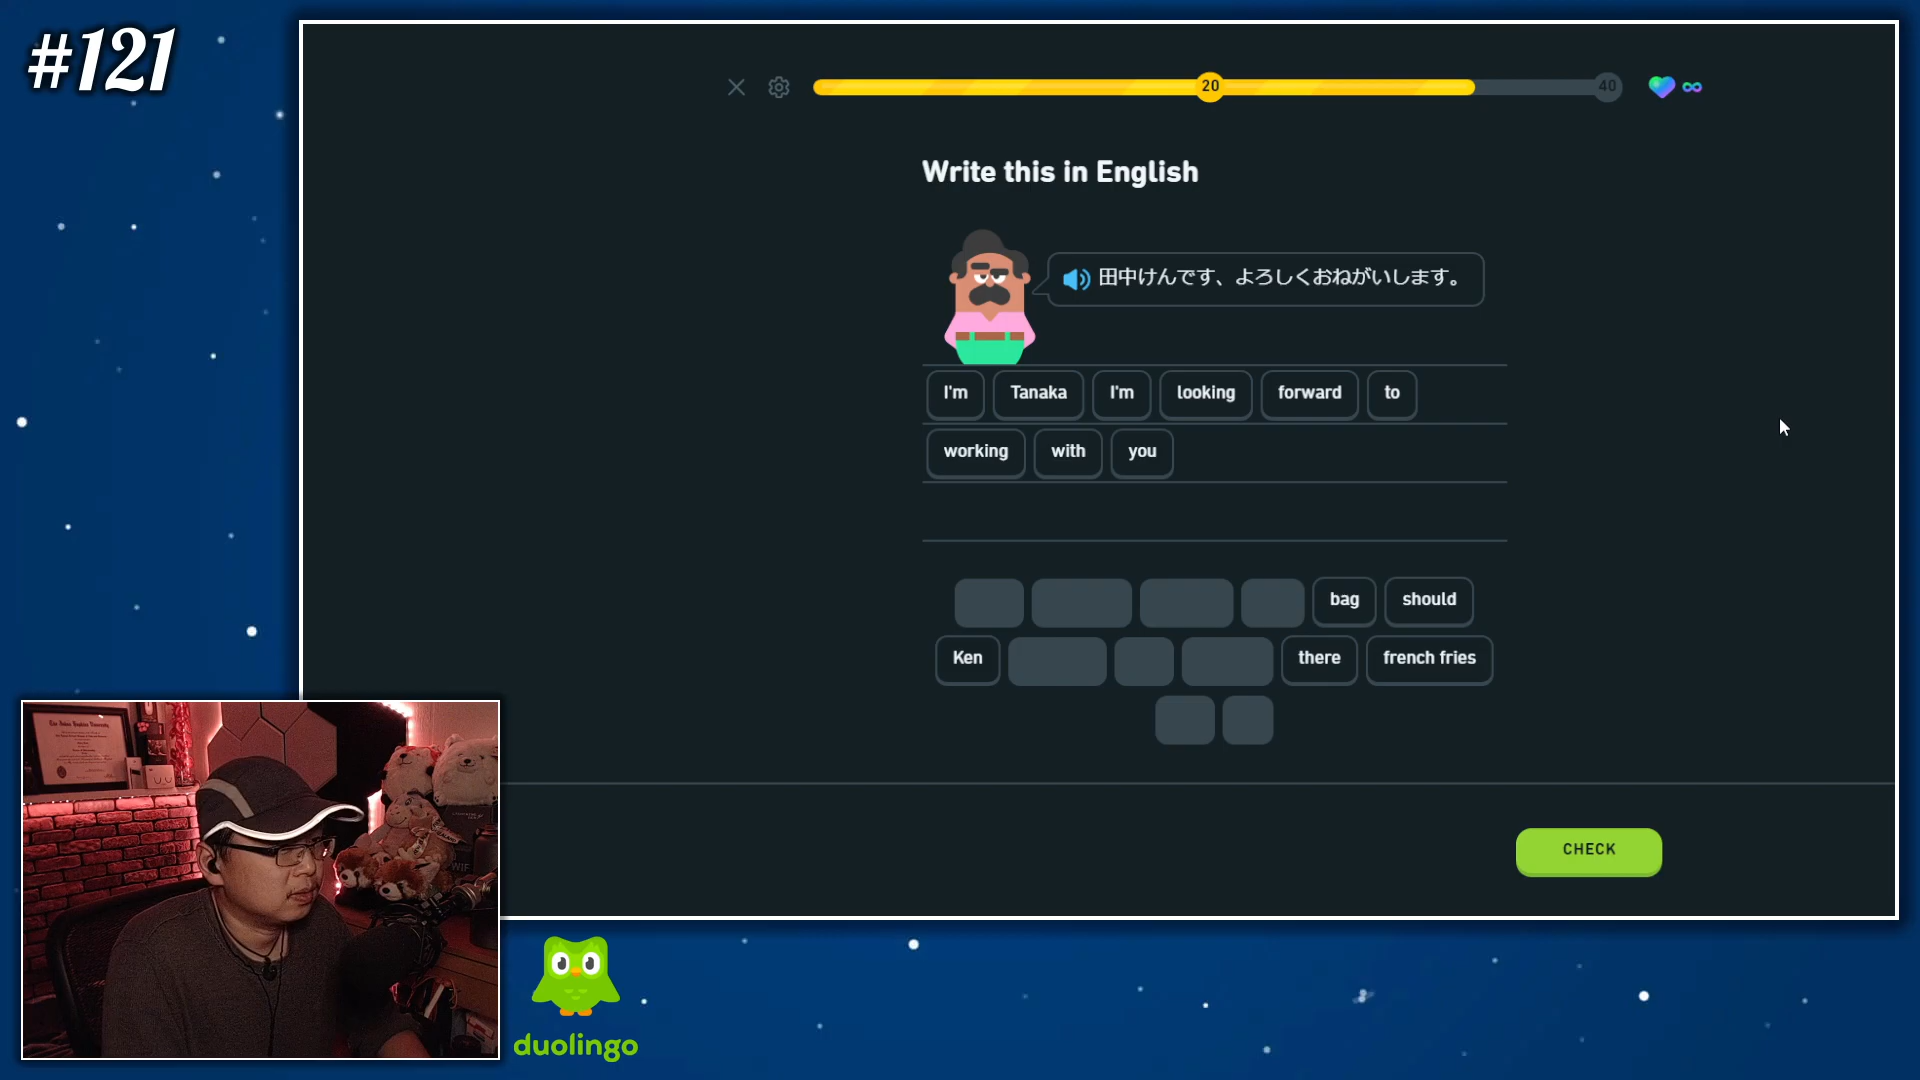 #121
20
40
Write this in English
田中けんです、よろしくおねがいします。
I'm Tanaka I'm looking forward to
working with you
bag should
Ken there french fries
CHECK
WIF
duolingo